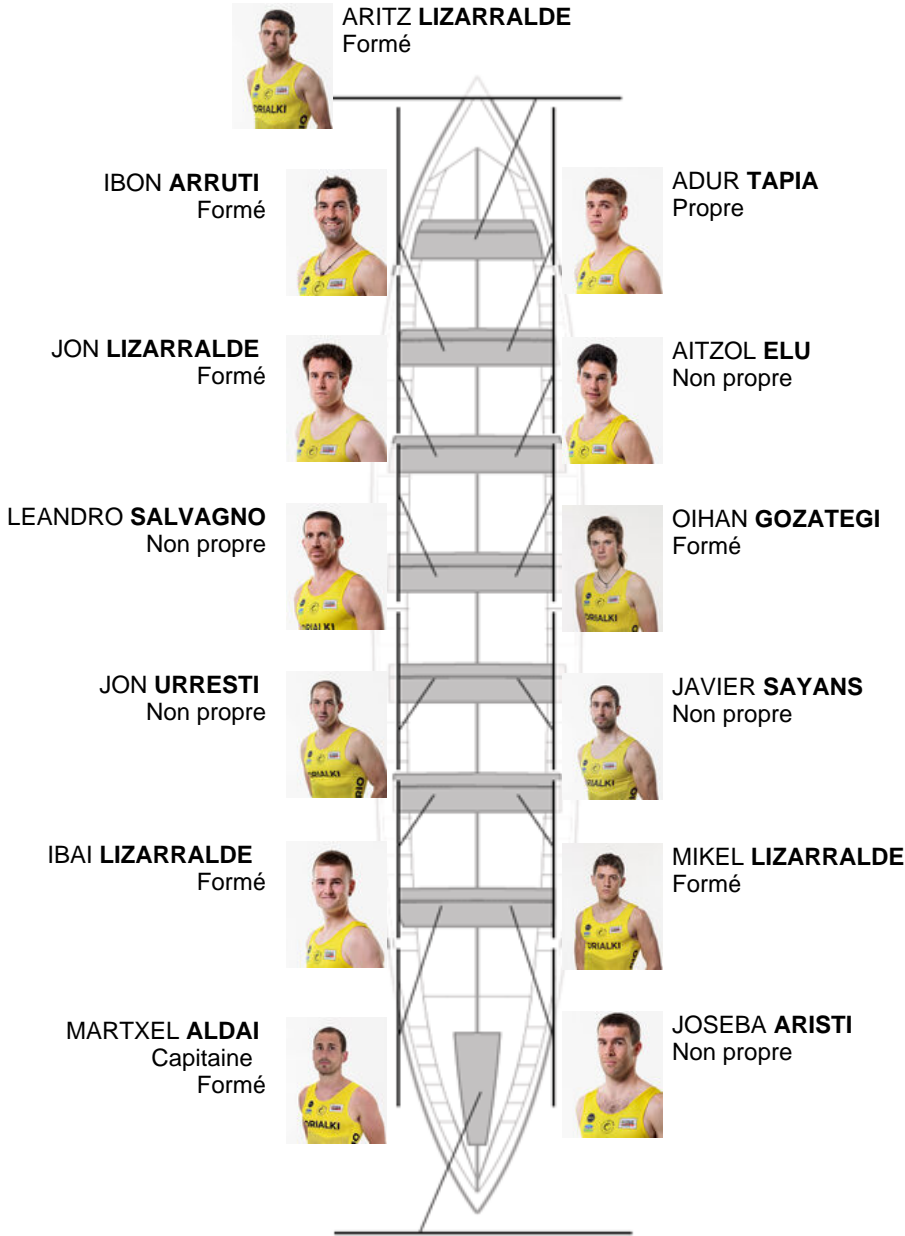 ARITZ LIZARRALDE
Formé
IBON ARRUTI
Formé
ADUR TAPIA
Propre
JON LIZARRALDE
Formé
AITZOL ELU
Non propre
LEANDRO SALVAGNO
Non propre
OIHAN GOZATEGI
Formé
JON URRESTI
Non propre
JAVIER SAYANS
Non propre
IBAI LIZARRALDE
Formé
MIKEL LIZARRALDE
Formé
MARTXEL ALDAI
Capitaine
Formé
JOSEBA ARISTI
Non propre
ORIALKI